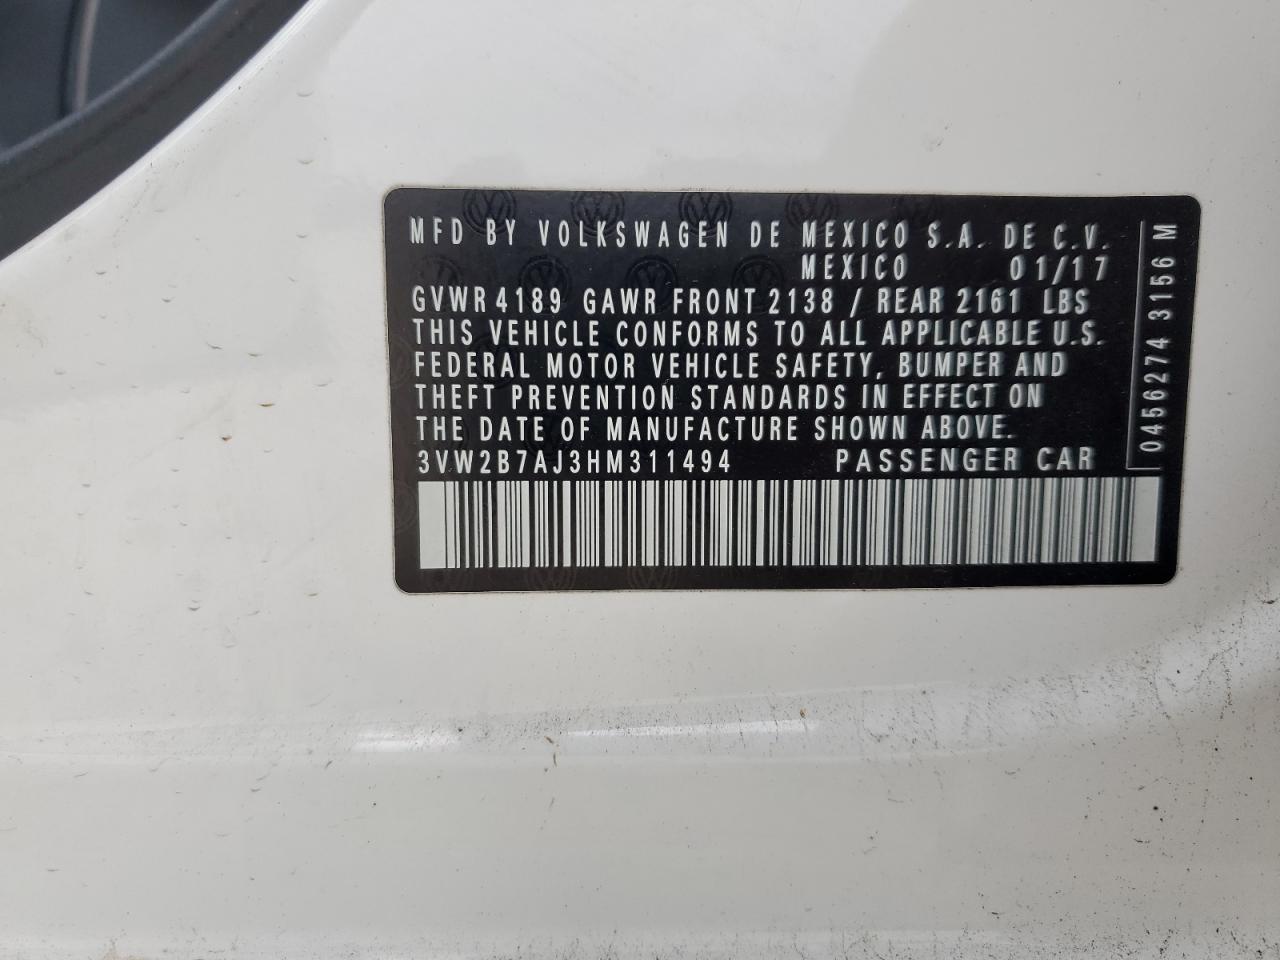 MFD BY VOLKSWAGEN DE MEXICO S.A. DE C.V.
MEXICO 01/17
GVWR 4189 GAWR FRONT 2138 / REAR 2161 LBS
THIS VEHICLE CONFORMS TO ALL APPLICABLE U.S.
FEDERAL MOTOR VEHICLE SAFETY, BUMPER AND
THEFT PREVENTION STANDARDS IN EFFECT ON
THE DATE OF MANUFACTURE SHOWN ABOVE.
3VW2B7AJ3HM311494 PASSENGER CAR
0456274 3156 M